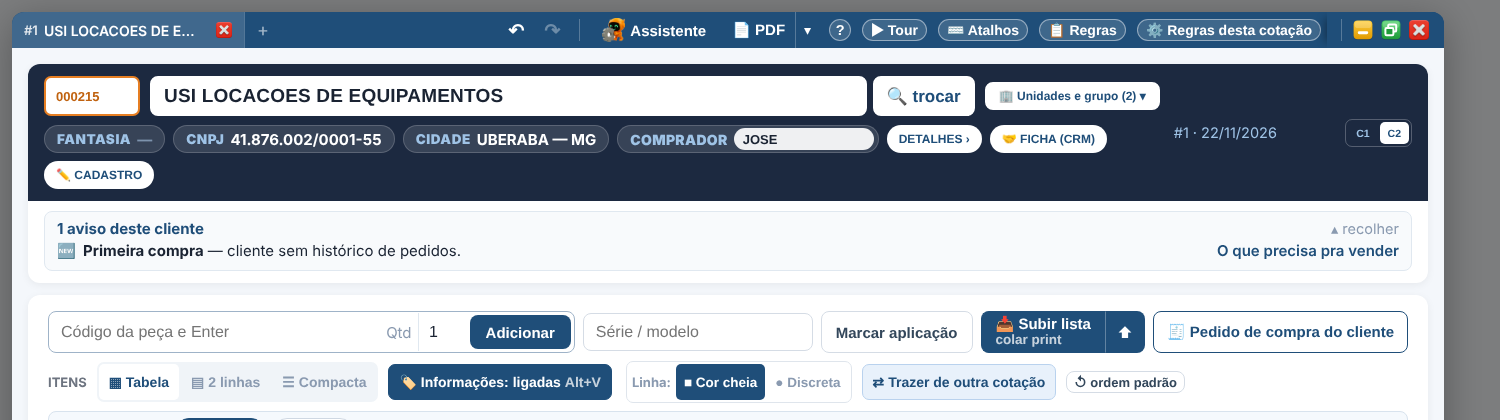 #1 USI LOCACOES DE E... + Assistente PDF ▾ ? Tour Atalhos Regras Regras desta cotação
000215 USI LOCACOES DE EQUIPAMENTOS trocar Unidades e grupo (2) ▾
FANTASIA — CNPJ 41.876.002/0001-55 CIDADE UBERABA — MG COMPRADOR JOSE DETALHES › FICHA (CRM) #1 · 22/11/2026 C1 C2
CADASTRO
1 aviso deste cliente ▴ recolher
NEW Primeira compra — cliente sem histórico de pedidos. O que precisa pra vender
Código da peça e Enter Qtd 1 Adicionar Série / modelo Marcar aplicação Subir lista Pedido de compra do cliente
colar print
ITENS Tabela 2 linhas Compacta Informações: ligadas Alt+V Linha: ■ Cor cheia ● Discreta ⇄ Trazer de outra cotação ordem padrão